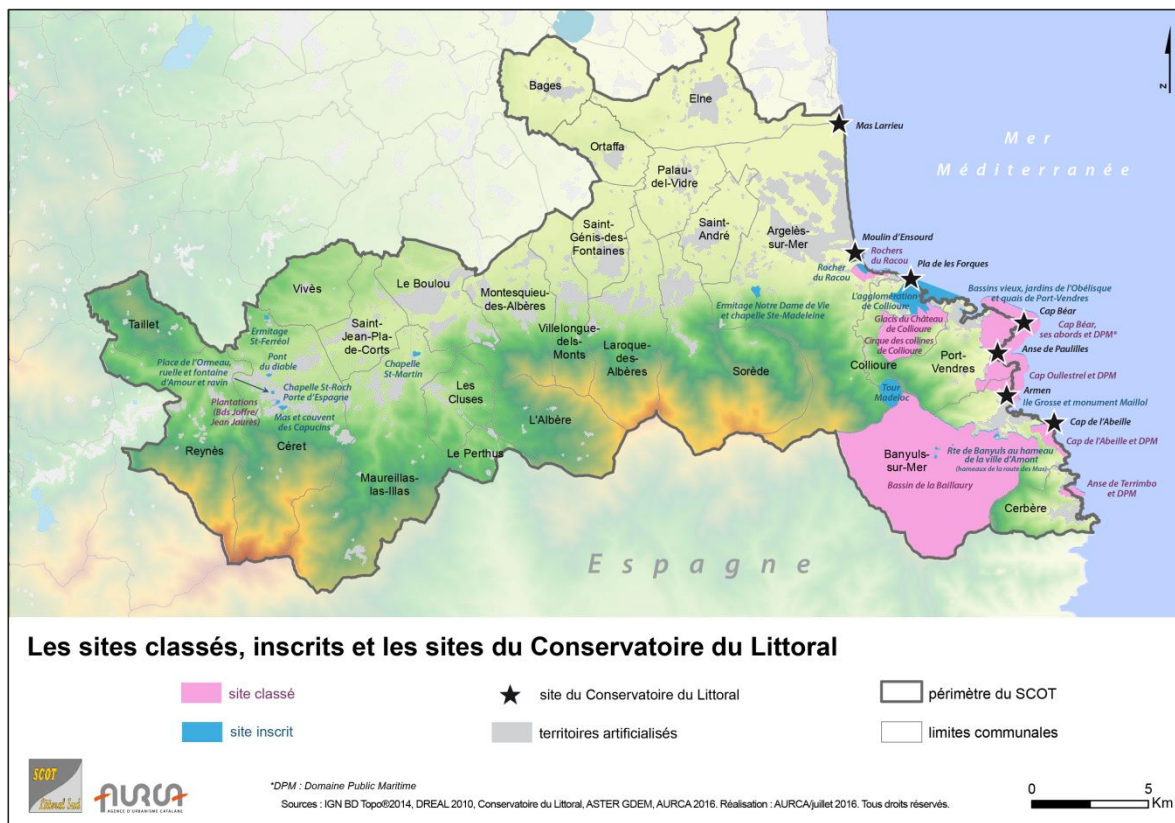 Bages
Elne
Ortaffa
Palau-
del-Vidre
Mas Larrieu
Mer
Méditerranée
N
Saint-
Génis-des-
Fontaines
Saint-
André
Argelès-
sur-Mer
Moulin d'Ensourd
Rochers
du Racou
Rocher
du Racou
Pla de les Forques
Bassins vieux, jardins de l'Obélisque
et quais de Port-Vendres
L'agglomération
de Collioure
Glacis du Château
de Collioure
Cirque des collines
de Collioure
Cap Béar
Cap Béar,
ses abords et DPM*
Anse de Paulilles
Port-
Vendres
Collioure
Cap Oullestrel et DPM
Armen
Ile Grosse et monument Maillol
Tour
Madeloc
Cap de l'Abeille
Cap de l'Abeille et DPM
Rte de Banyuls au hameau
de la ville d'Amont
(hameaux de la route des Mas)
Banyuls-
sur-Mer
Bassin de la Baillaury
Anse de Terrimbo
et DPM
Cerbère
Ermitage Notre Dame de Vie
et chapelle Ste-Madeleine
Vivès
Le Boulou
Montesquieu-
des-Albères
Taillet
Ermitage
St-Ferréol
Saint-
Jean-Pla-
de-Corts
Villelongue-
dels-
Monts
Laroque-
des-
Albères
Sorède
Pont
du diable
Place de l'Ormeau,
ruelle et fontaine
d'Amour et ravin
Chapelle
St-Martin
Chapelle St-Roch
Porte d'Espagne
Les
Cluses
Plantations
(Bds Joffre/
Jean Jaurès)
Mas et couvent
des Capucins
L'Albère
Reynès
Céret
Le Perthus
Maureillas-
las-Illas
Espagne
Les sites classés, inscrits et les sites du Conservatoire du Littoral
site classé
site du Conservatoire du Littoral
périmètre du SCOT
site inscrit
territoires artificialisés
limites communales
SCOT
Littoral Sud
AURCA
AGENCE D'URBANISME CATALANE
*DPM : Domaine Public Maritime
Sources : IGN BD Topo®2014, DREAL 2010, Conservatoire du Littoral, ASTER GDEM, AURCA 2016. Réalisation : AURCA/juillet 2016. Tous droits réservés.
0 5
Km